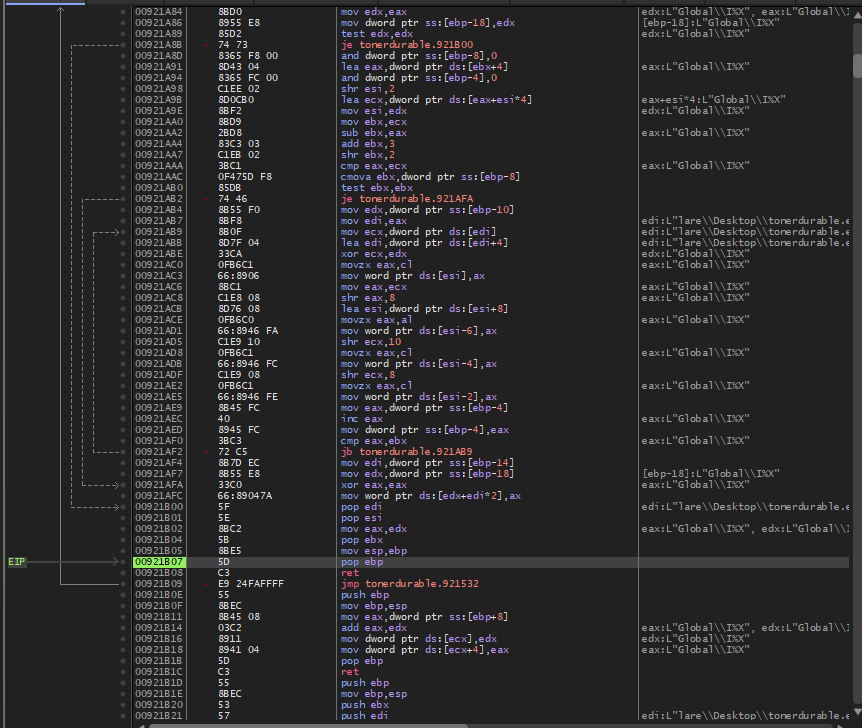 00921A84 8BD0 mov edx,eax edx:L"Global\\I%X", eax:L"Global\\I%X"
00921A86 8955 E8 mov dword ptr ss:[ebp-18],edx [ebp-18]:L"Global\\I%X"
00921A89 85D2 test edx,edx edx:L"Global\\I%X"
00921A8B 74 73 je tonerdurable.921B00
00921A8D 8365 F8 00 and dword ptr ss:[ebp-8],0
00921A91 8D43 04 lea eax,dword ptr ds:[ebx+4] eax:L"Global\\I%X"
00921A94 8365 FC 00 and dword ptr ss:[ebp-4],0
00921A98 C1EE 02 shr esi,2
00921A9B 8D0CB0 lea ecx,dword ptr ds:[eax+esi*4] eax+esi*4:L"Global\\I%X"
00921A9E 8BF2 mov esi,edx edx:L"Global\\I%X"
00921AA0 8BD9 mov ebx,ecx
00921AA2 2BD8 sub ebx,eax eax:L"Global\\I%X"
00921AA4 83C3 03 add ebx,3
00921AA7 C1EB 02 shr ebx,2
00921AAA 3BC1 cmp eax,ecx eax:L"Global\\I%X"
00921AAC 0F475D F8 cmova ebx,dword ptr ss:[ebp-8]
00921AB0 85DB test ebx,ebx
00921AB2 74 46 je tonerdurable.921AFA
00921AB4 8B55 F0 mov edx,dword ptr ss:[ebp-10]
00921AB7 8BF8 mov edi,eax edi:L"lare\\Desktop\\tonerdurable.e
00921AB9 8B0F mov ecx,dword ptr ds:[edi] edi:L"lare\\Desktop\\tonerdurable.e
00921ABB 8D7F 04 lea edi,dword ptr ds:[edi+4] edi:L"lare\\Desktop\\tonerdurable.e
00921ABE 33CA xor ecx,edx edx:L"Global\\I%X"
00921AC0 0FB6C1 movzx eax,cl eax:L"Global\\I%X"
00921AC3 66:8906 mov word ptr ds:[esi],ax
00921AC6 8BC1 mov eax,ecx eax:L"Global\\I%X"
00921AC8 C1E8 08 shr eax,8 eax:L"Global\\I%X"
00921ACB 8D76 08 lea esi,dword ptr ds:[esi+8]
00921ACE 0FB6C0 movzx eax,al eax:L"Global\\I%X"
00921AD1 66:8946 FA mov word ptr ds:[esi-6],ax
00921AD5 C1E9 10 shr ecx,10
00921AD8 0FB6C1 movzx eax,cl eax:L"Global\\I%X"
00921ADB 66:8946 FC mov word ptr ds:[esi-4],ax
00921ADF C1E9 08 shr ecx,8
00921AE2 0FB6C1 movzx eax,cl eax:L"Global\\I%X"
00921AE5 66:8946 FE mov word ptr ds:[esi-2],ax
00921AE9 8B45 FC mov eax,dword ptr ss:[ebp-4] eax:L"Global\\I%X"
00921AEC 40 inc eax eax:L"Global\\I%X"
00921AED 8945 FC mov dword ptr ss:[ebp-4],eax eax:L"Global\\I%X"
00921AF0 3BC3 cmp eax,ebx eax:L"Global\\I%X"
00921AF2 72 C5 jb tonerdurable.921AB9
00921AF4 8B7D EC mov edi,dword ptr ss:[ebp-14] edi:L"lare\\Desktop\\tonerdurable.e
00921AF7 8B55 E8 mov edx,dword ptr ss:[ebp-18] [ebp-18]:L"Global\\I%X"
00921AFA 33C0 xor eax,eax eax:L"Global\\I%X"
00921AFC 66:89047A mov word ptr ds:[edx+edi*2],ax
00921B00 5F pop edi edi:L"lare\\Desktop\\tonerdurable.e
00921B01 5E pop esi
00921B02 8BC2 mov eax,edx eax:L"Global\\I%X", edx:L"Global\\I%X"
00921B04 5B pop ebx
00921B05 8BE5 mov esp,ebp
EIP 00921B07 5D pop ebp
00921B08 C3 ret
00921B09 E9 24FAFFFF jmp tonerdurable.921532
00921B0E 55 push ebp
00921B0F 8BEC mov ebp,esp
00921B11 8B45 08 mov eax,dword ptr ss:[ebp+8] eax:L"Global\\I%X"
00921B14 03C2 add eax,edx eax:L"Global\\I%X", edx:L"Global\\I
00921B16 8911 mov dword ptr ds:[ecx],edx edx:L"Global\\I%X"
00921B18 8941 04 mov dword ptr ds:[ecx+4],eax eax:L"Global\\I%X"
00921B1B 5D pop ebp
00921B1C C3 ret
00921B1D 55 push ebp
00921B1E 8BEC mov ebp,esp
00921B20 53 push ebx
00921B21 57 push edi edi:L"lare\\Desktop\\tonerdurable.e